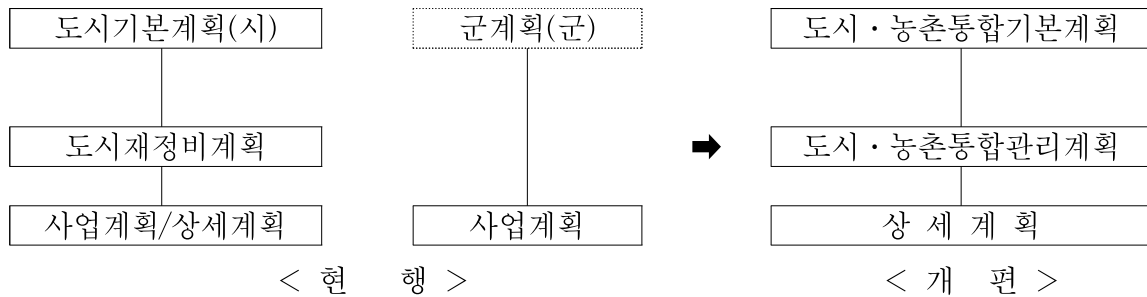 도시기본계획(시) 군계획(군) 도시・농촌통합기본계획
도시재정비계획 ➡ 도시・농촌통합관리계획
사업계획/상세계획 사업계획 상 세 계 획
< 현 행 > < 개 편 >